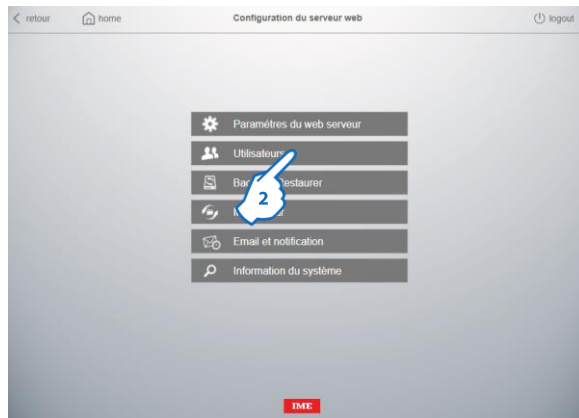 retour home Configuration du serveur web logout
Paramètres du web serveur
Utilisateurs
Restaurer
2
Email et notification
Information du système
IME